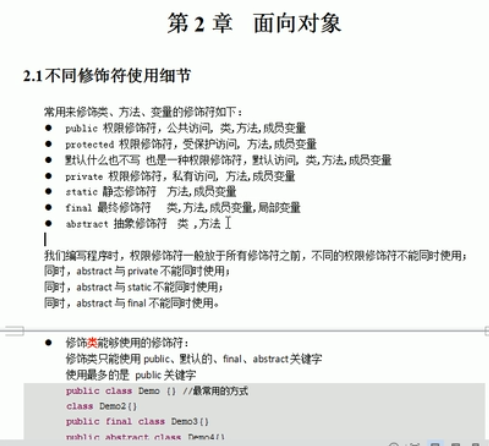 第 2 章 面向对象
2.1不同修饰符使用细节
常用来修饰类、方法、变量的修饰符如下：
● public 权限修饰符，公共访问, 类,方法,成员变量
● protected 权限修饰符，受保护访问, 方法,成员变量
● 默认什么也不写 也是一种权限修饰符，默认访问, 类,方法,成员变量
● private 权限修饰符，私有访问, 方法,成员变量
● static 静态修饰符 方法,成员变量
● final 最终修饰符 类,方法,成员变量,局部变量
● abstract 抽象修饰符 类 ,方法
我们编写程序时，权限修饰符一般放于所有修饰符之前，不同的权限修饰符不能同时使用；
同时，abstract 与 private 不能同时使用；
同时，abstract 与 static 不能同时使用；
同时，abstract 与 final 不能同时使用。
● 修饰类能够使用的修饰符：
修饰类只能使用 public、默认的、final、abstract 关键字
使用最多的是 public 关键字
public class Demo {} //最常用的方式
class Demo2{}
public final class Demo3{}
public abstract class Demo4{}